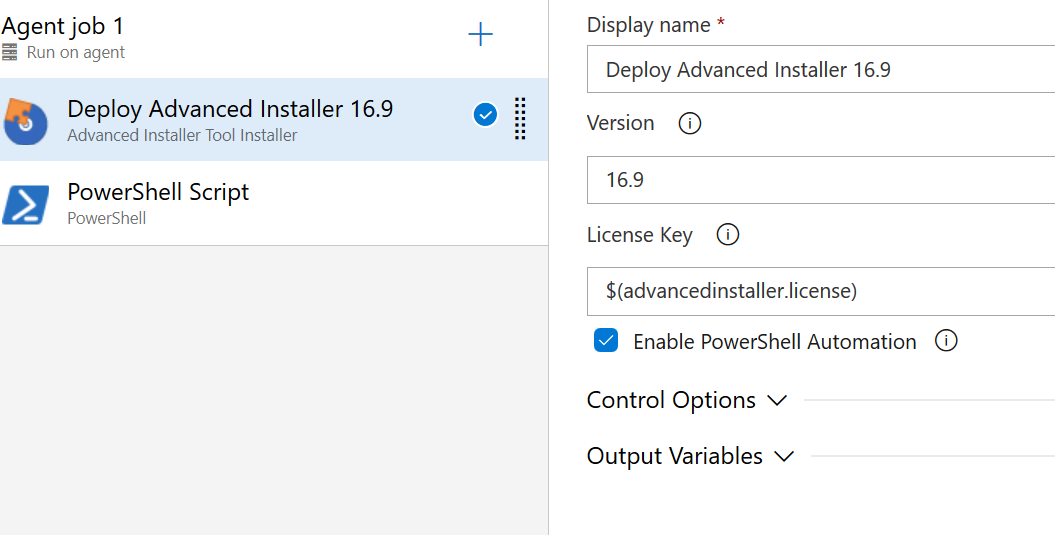 Agent job 1
Run on agent
Deploy Advanced Installer 16.9
Advanced Installer Tool Installer
PowerShell Script
PowerShell
Display name *
Deploy Advanced Installer 16.9
Version
16.9
License Key
$(advancedinstaller.license)
Enable PowerShell Automation
Control Options
Output Variables